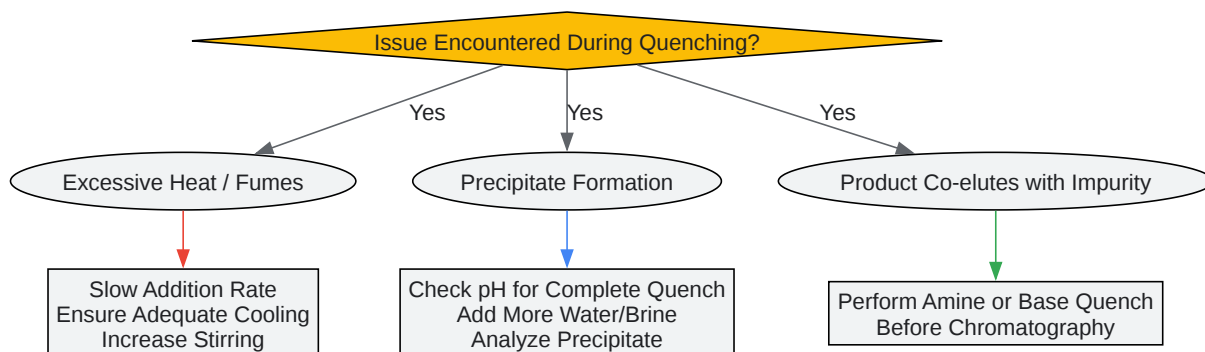 Issue Encountered During Quenching?
Yes
Yes
Yes
Excessive Heat / Fumes
Precipitate Formation
Product Co-elutes with Impurity
Slow Addition Rate
Ensure Adequate Cooling
Increase Stirring
Check pH for Complete Quench
Add More Water/Brine
Analyze Precipitate
Perform Amine or Base Quench
Before Chromatography